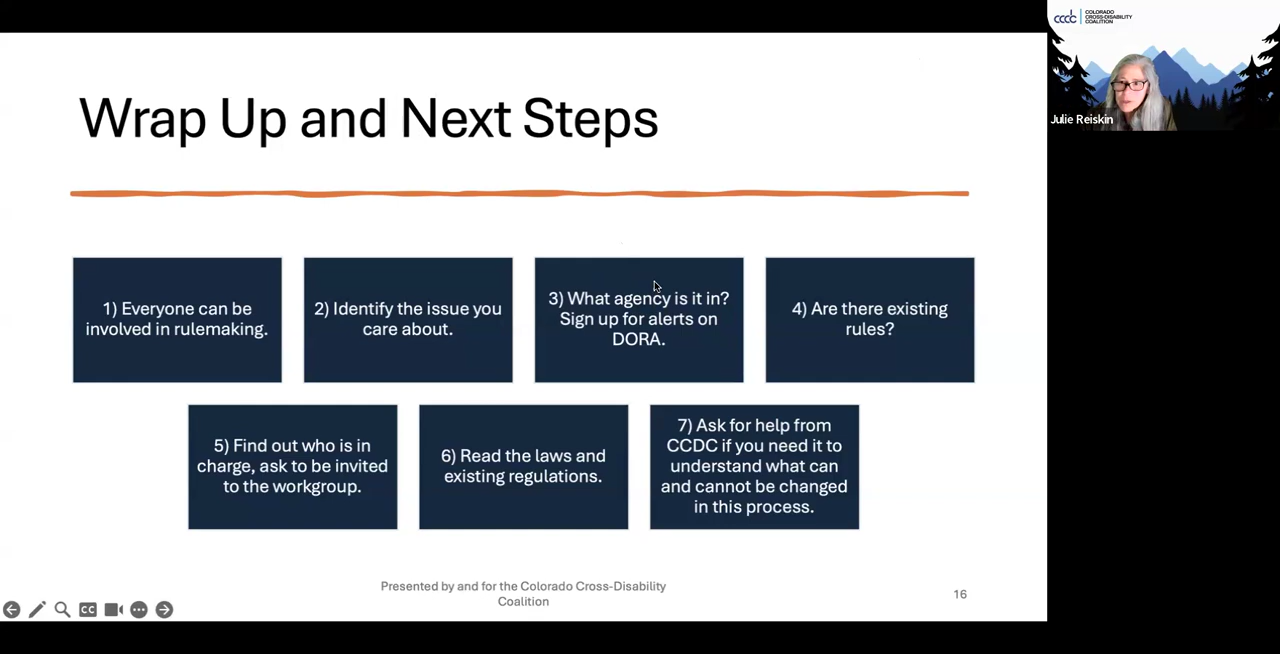 Wrap Up and Next Steps
1) Everyone can be
involved in rulemaking.
2) Identify the issue you
care about.
3) What agency is it in?
Sign up for alerts on
DORA.
4) Are there existing
rules?
5) Find out who is in
charge, ask to be invited
to the workgroup.
6) Read the laws and
existing regulations.
7) Ask for help from
CCDC if you need it to
understand what can
and cannot be changed
in this process.
Presented by and for the Colorado Cross-Disability
Coalition
16
CC
cccdc
COLORADO
CROSS-DISABILITY
COALITION
Julie Reiskin